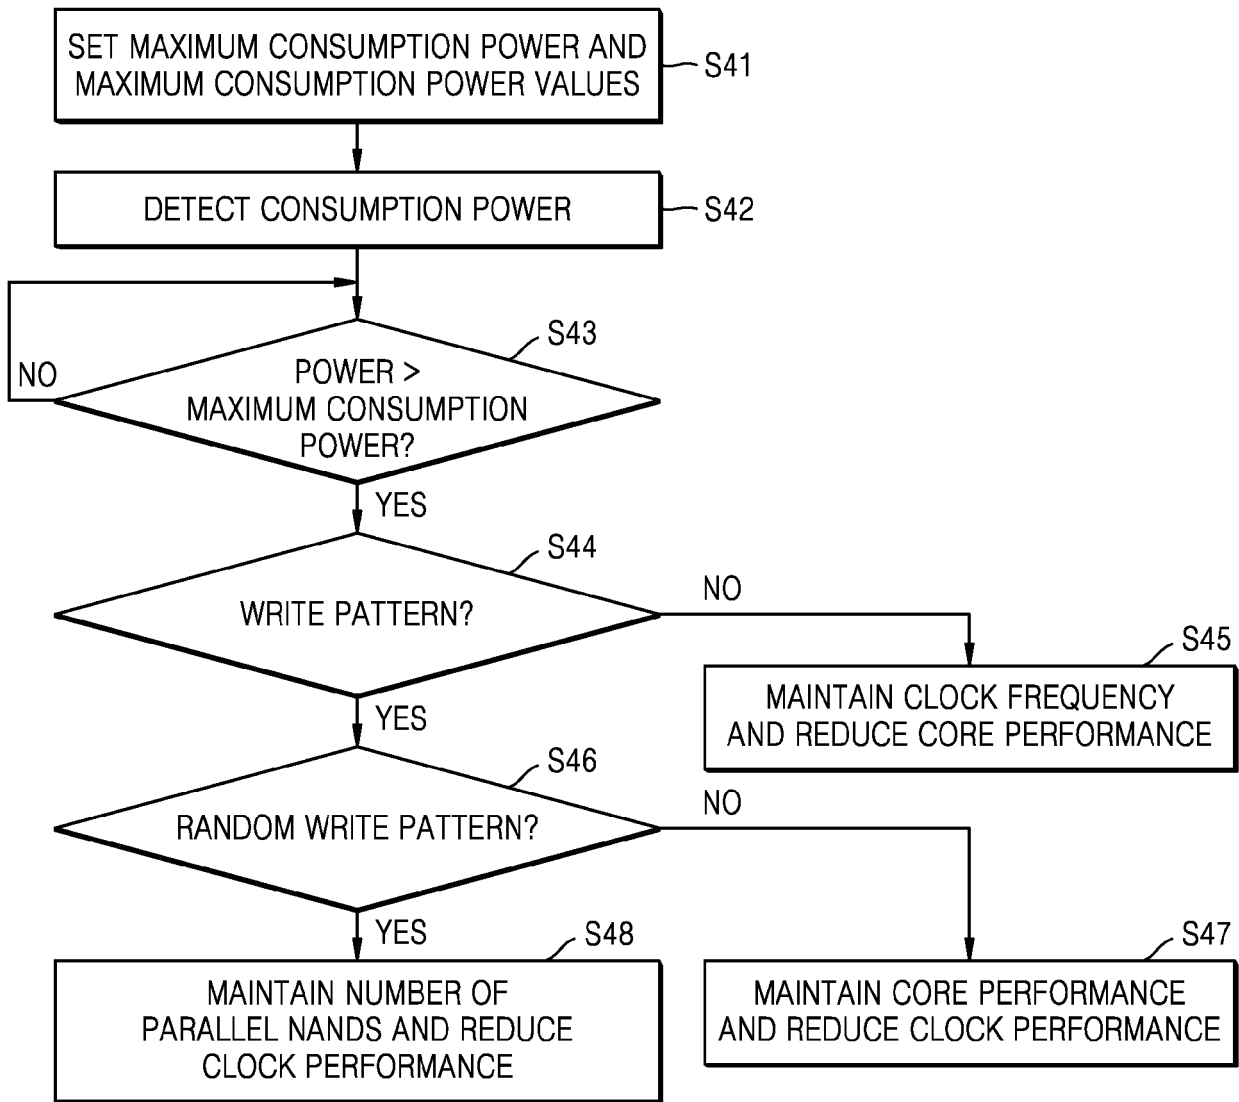 SET MAXIMUM CONSUMPTION POWER AND
MAXIMUM CONSUMPTION POWER VALUES
S41
DETECT CONSUMPTION POWER
S42
S43
NO
POWER >
MAXIMUM CONSUMPTION
POWER?
YES
S44
WRITE PATTERN?
NO
YES
S45
MAINTAIN CLOCK FREQUENCY
AND REDUCE CORE PERFORMANCE
S46
RANDOM WRITE PATTERN?
NO
YES
S48
MAINTAIN NUMBER OF
PARALLEL NANDS AND REDUCE
CLOCK PERFORMANCE
S47
MAINTAIN CORE PERFORMANCE
AND REDUCE CLOCK PERFORMANCE